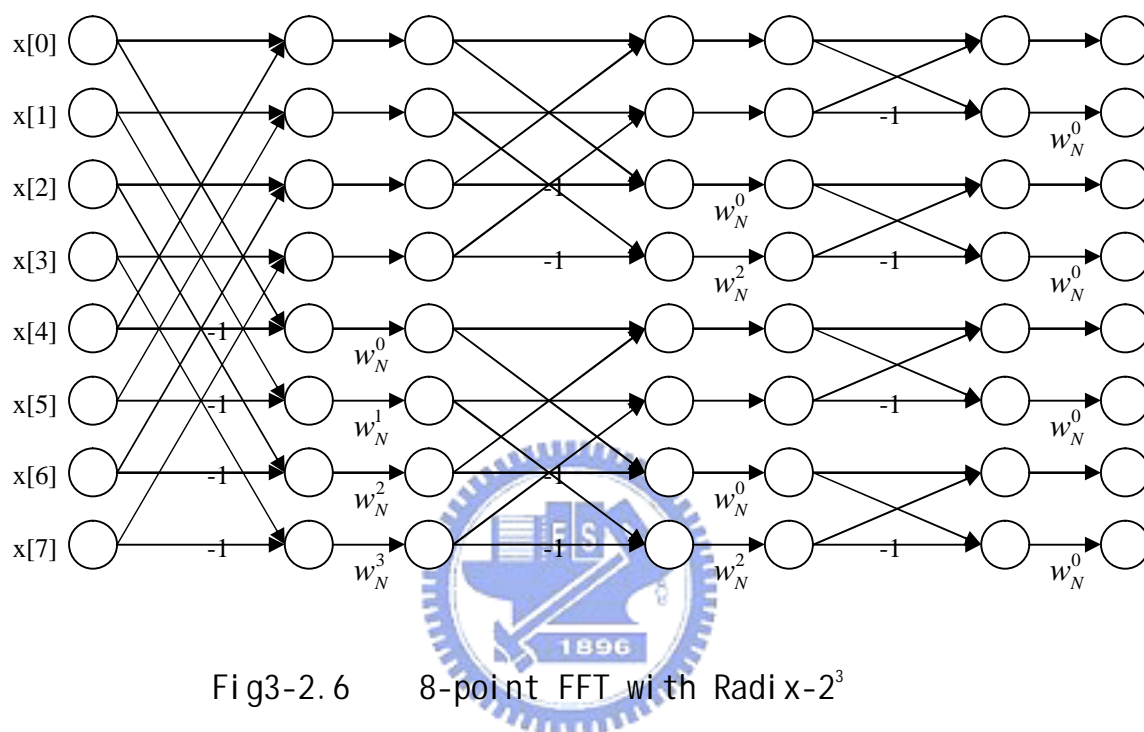 x[0]
x[1] -1 w_N^0
x[2] -1 w_N^0
x[3] -1 w_N^2 -1 w_N^0
x[4] -1 w_N^0
x[5] -1 w_N^1 -1 w_N^0
x[6] -1 w_N^2 -1 w_N^0
x[7] -1 w_N^3 -1 w_N^2 -1 w_N^0
ES
1896
Fig3-2.6 8-point FFT with Radix-2³